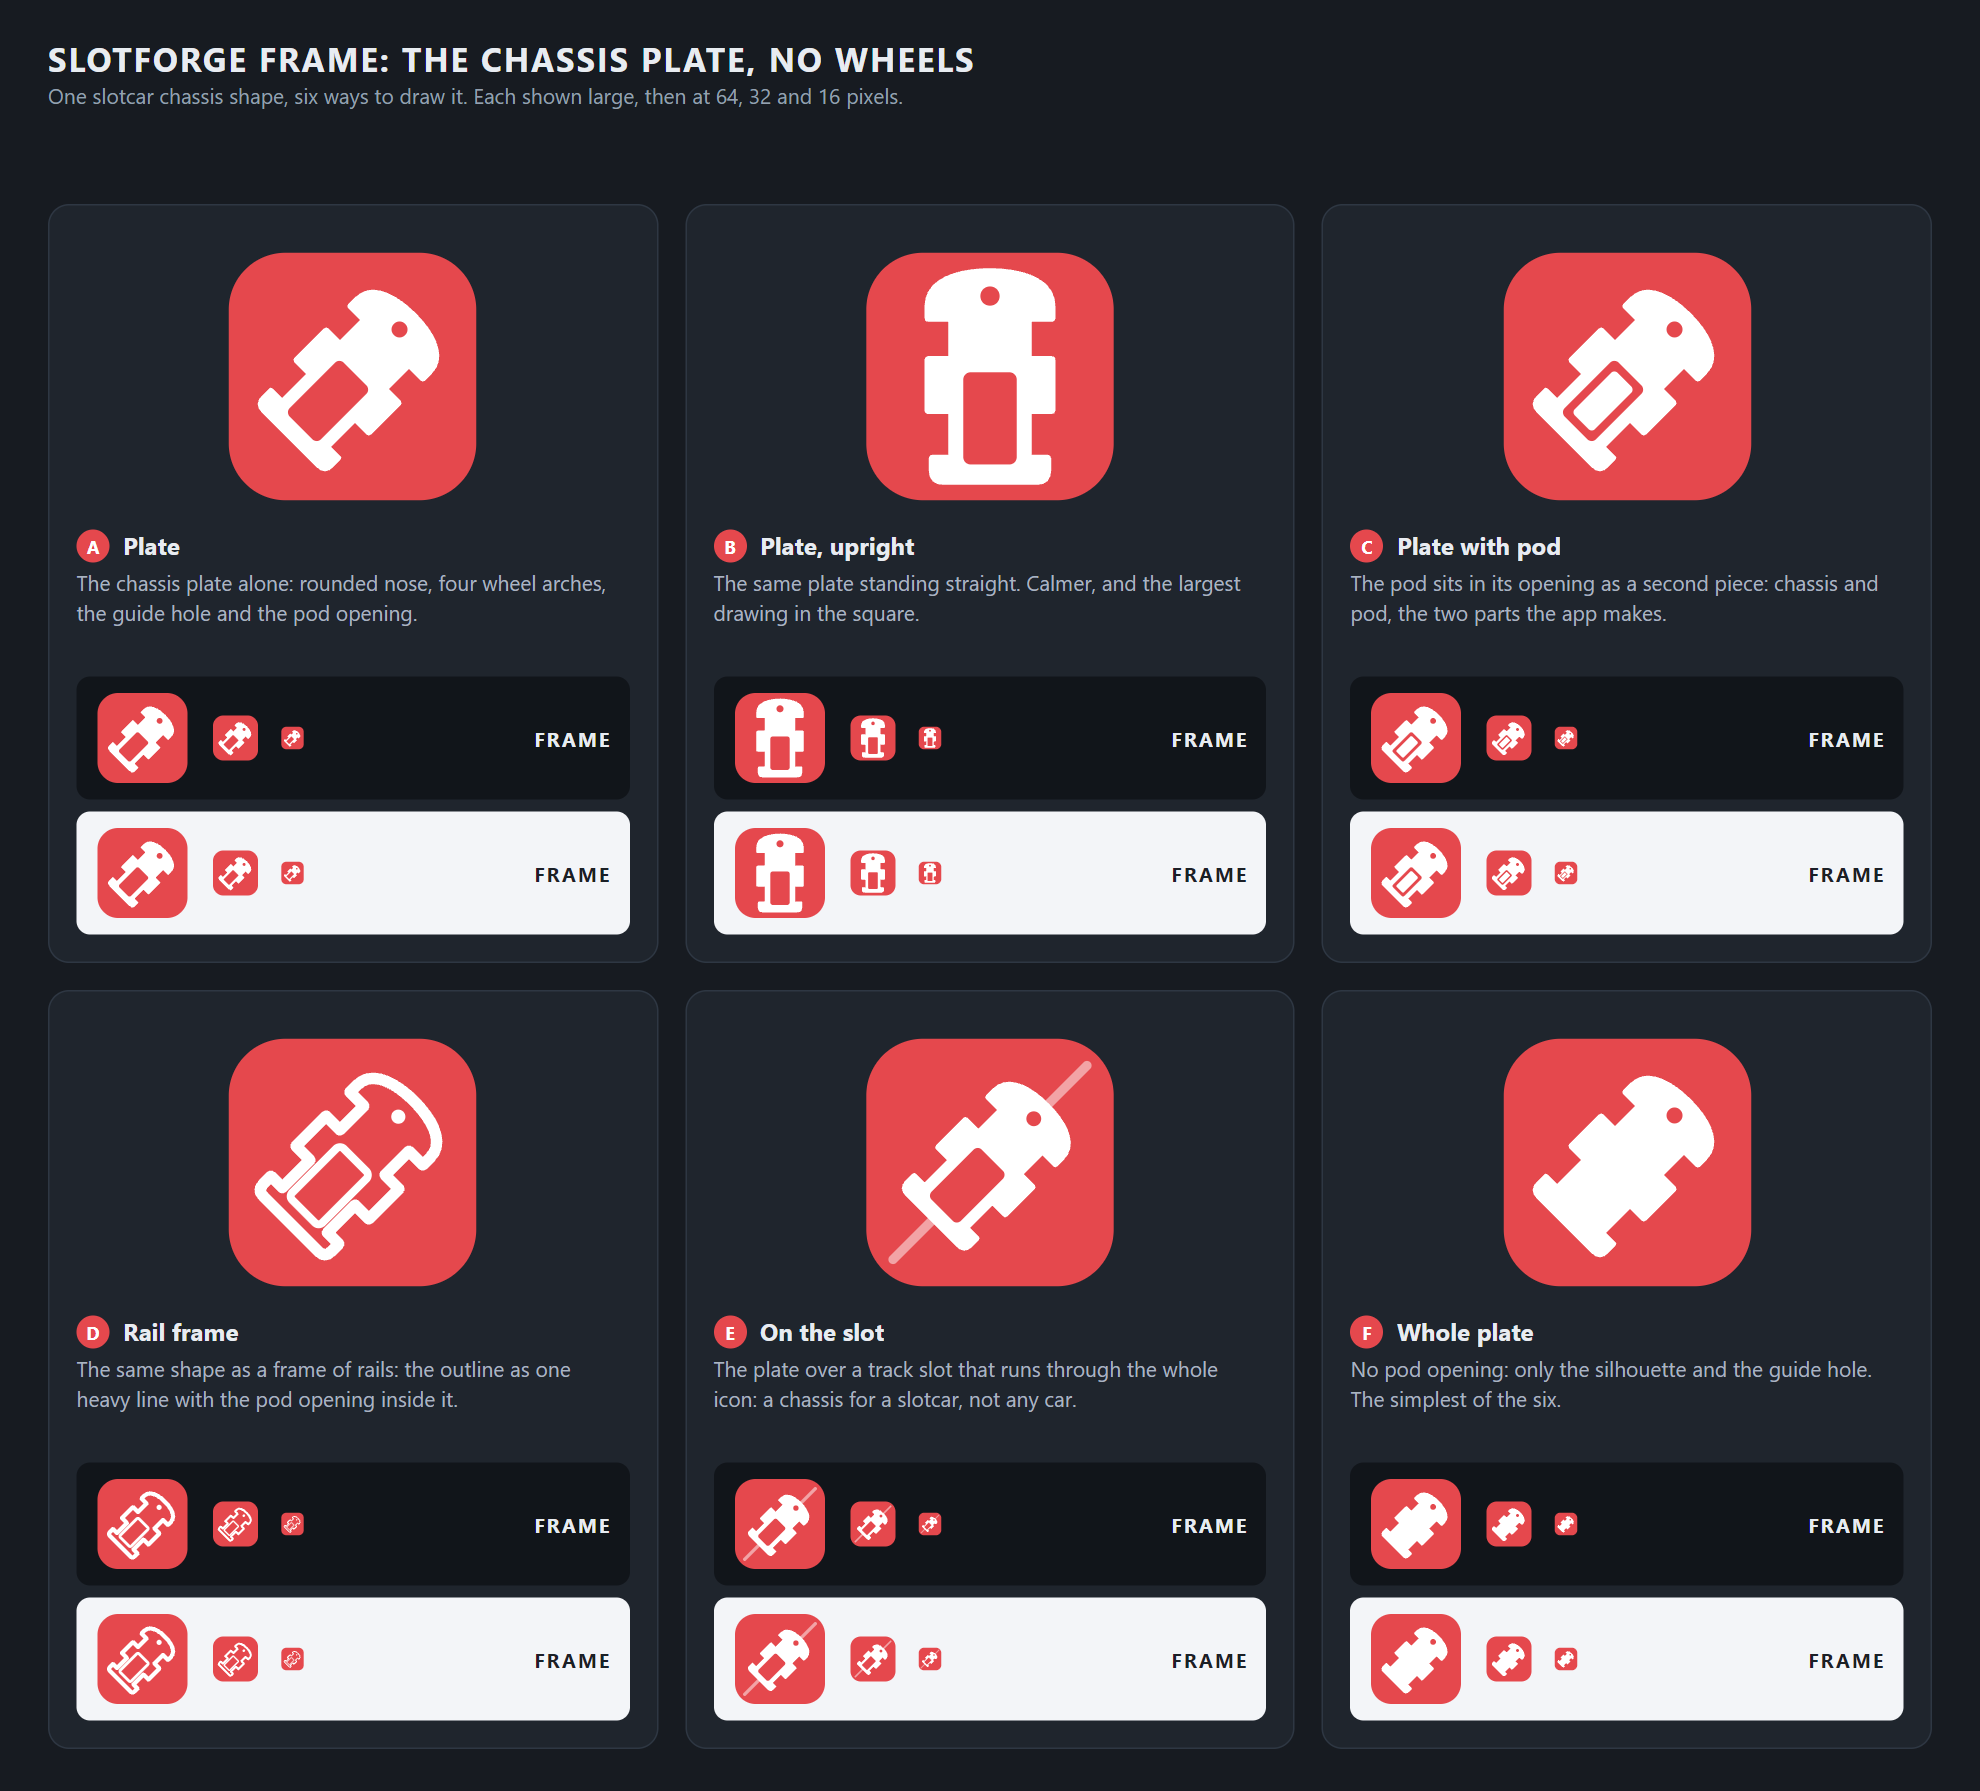 SLOTFORGE FRAME: THE CHASSIS PLATE, NO WHEELS
One slotcar chassis shape, six ways to draw it. Each shown large, then at 64, 32 and 16 pixels.
A Plate
The chassis plate alone: rounded nose, four wheel arches,
the guide hole and the pod opening.
FRAME
FRAME
B Plate, upright
The same plate standing straight. Calmer, and the largest
drawing in the square.
FRAME
FRAME
C Plate with pod
The pod sits in its opening as a second piece: chassis and
pod, the two parts the app makes.
FRAME
FRAME
D Rail frame
The same shape as a frame of rails: the outline as one
heavy line with the pod opening inside it.
FRAME
FRAME
E On the slot
The plate over a track slot that runs through the whole
icon: a chassis for a slotcar, not any car.
FRAME
FRAME
F Whole plate
No pod opening: only the silhouette and the guide hole.
The simplest of the six.
FRAME
FRAME